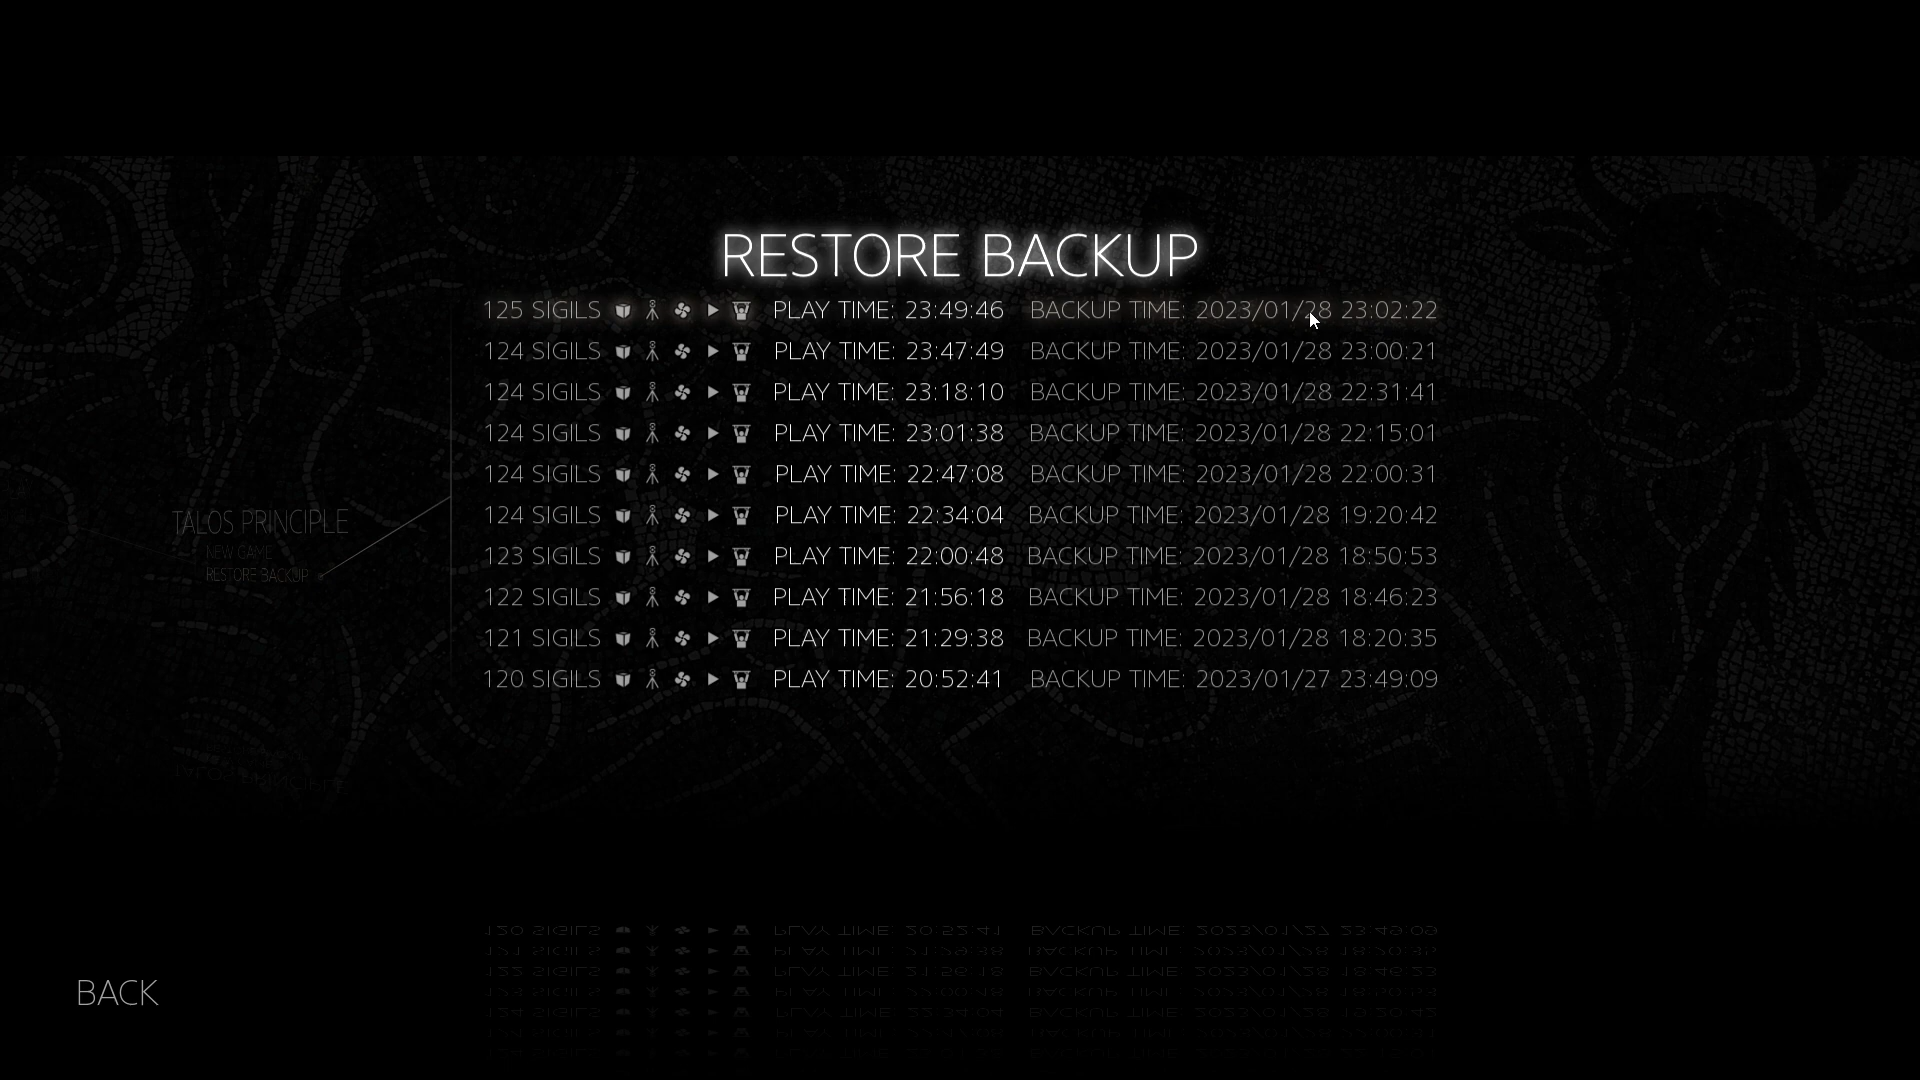 RESTORE BACKUP
125 SIGILS PLAY TIME: 23:49:46 BACKUP TIME: 2023/01/28 23:02:22
124 SIGILS PLAY TIME: 23:47:49 BACKUP TIME: 2023/01/28 23:00:21
124 SIGILS PLAY TIME: 23:18:10 BACKUP TIME: 2023/01/28 22:31:41
124 SIGILS PLAY TIME: 23:01:38 BACKUP TIME: 2023/01/28 22:15:01
124 SIGILS PLAY TIME: 22:47:08 BACKUP TIME: 2023/01/28 22:00:31
124 SIGILS PLAY TIME: 22:34:04 BACKUP TIME: 2023/01/28 19:20:42
123 SIGILS PLAY TIME: 22:00:48 BACKUP TIME: 2023/01/28 18:50:53
122 SIGILS PLAY TIME: 21:56:18 BACKUP TIME: 2023/01/28 18:46:23
121 SIGILS PLAY TIME: 21:29:38 BACKUP TIME: 2023/01/28 18:20:35
120 SIGILS PLAY TIME: 20:52:41 BACKUP TIME: 2023/01/27 23:49:09
TALOS PRINCIPLE
NEW GAME
RESTORE BACKUP
BACK